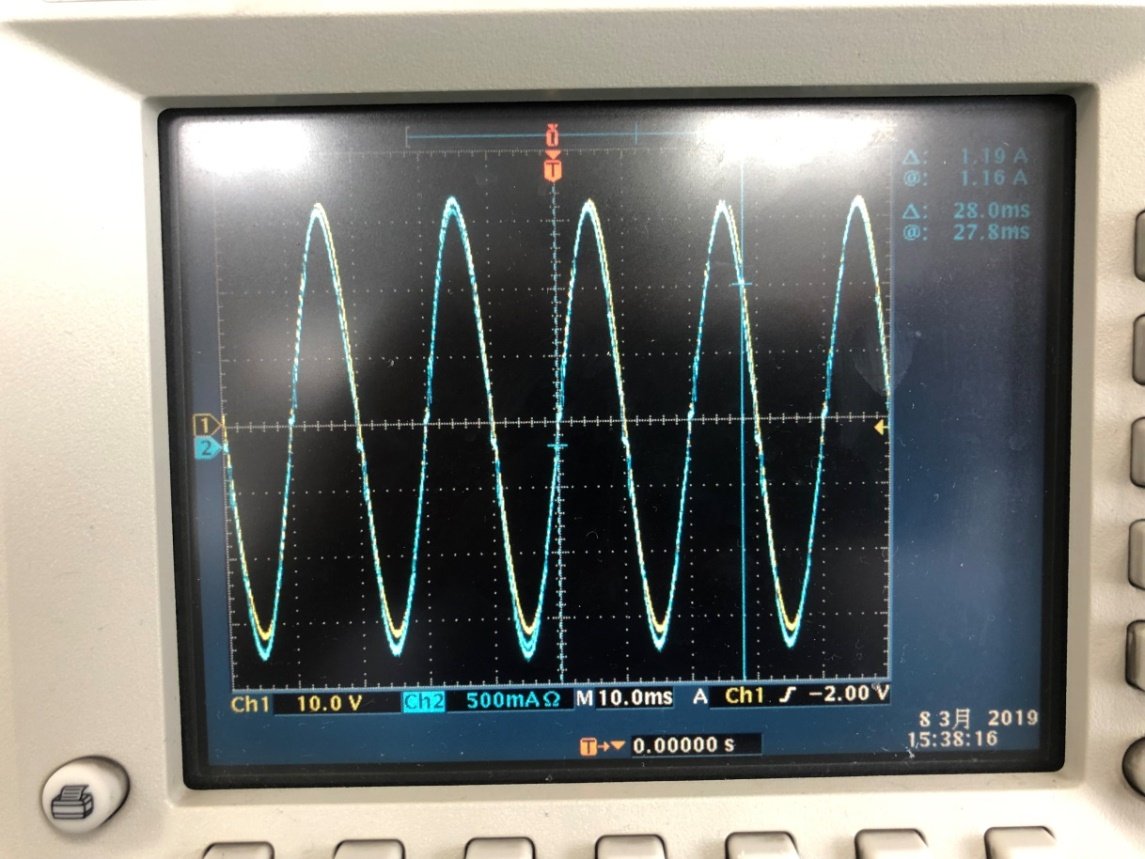 T
Δ: 1.19 A
@: 1.16 A
Δ: 28.0ms
@: 27.8ms
1
2
Ch1 10.0 V Ch2 500mAΩ M 10.0ms A Ch1 ∫ −2.00 V
T→▼ 0.00000 s
8 3月 2019
15:38:16